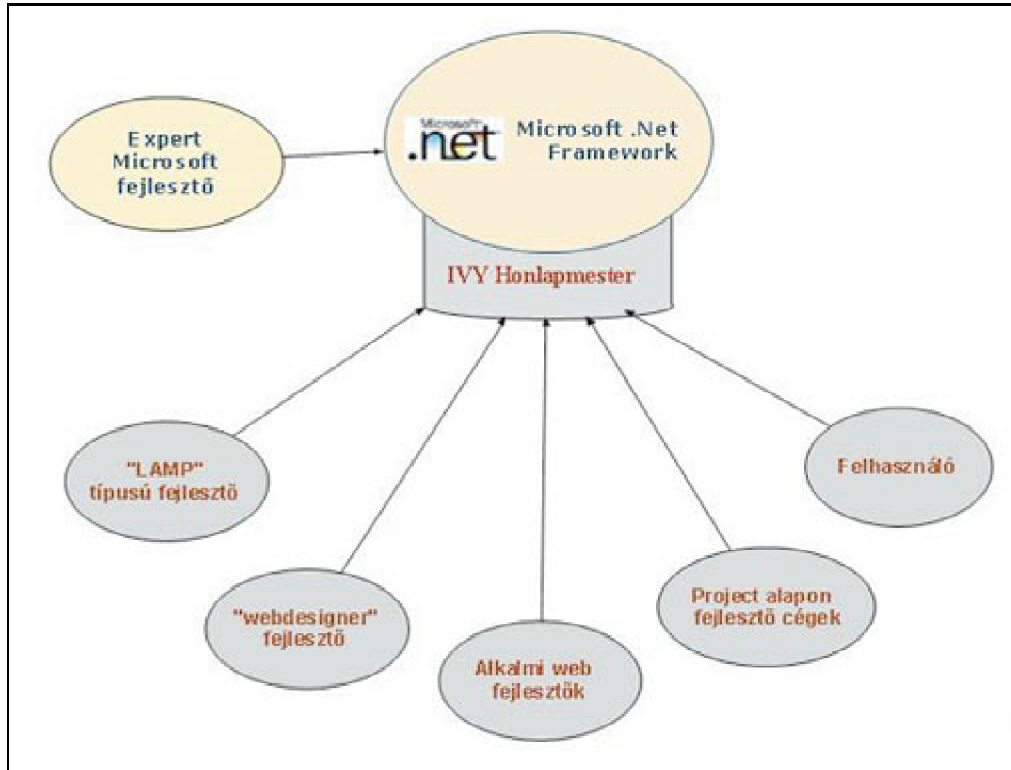 Expert
Microsoft
fejlesztő
Microsoft
.net
Microsoft .Net
Framework
IVY Honlapmester
"LAMP"
típusú fejlesztő
"webdesigner"
fejlesztő
Alkalmi web
fejlesztők
Project alapon
fejlesztő cégek
Felhasználó